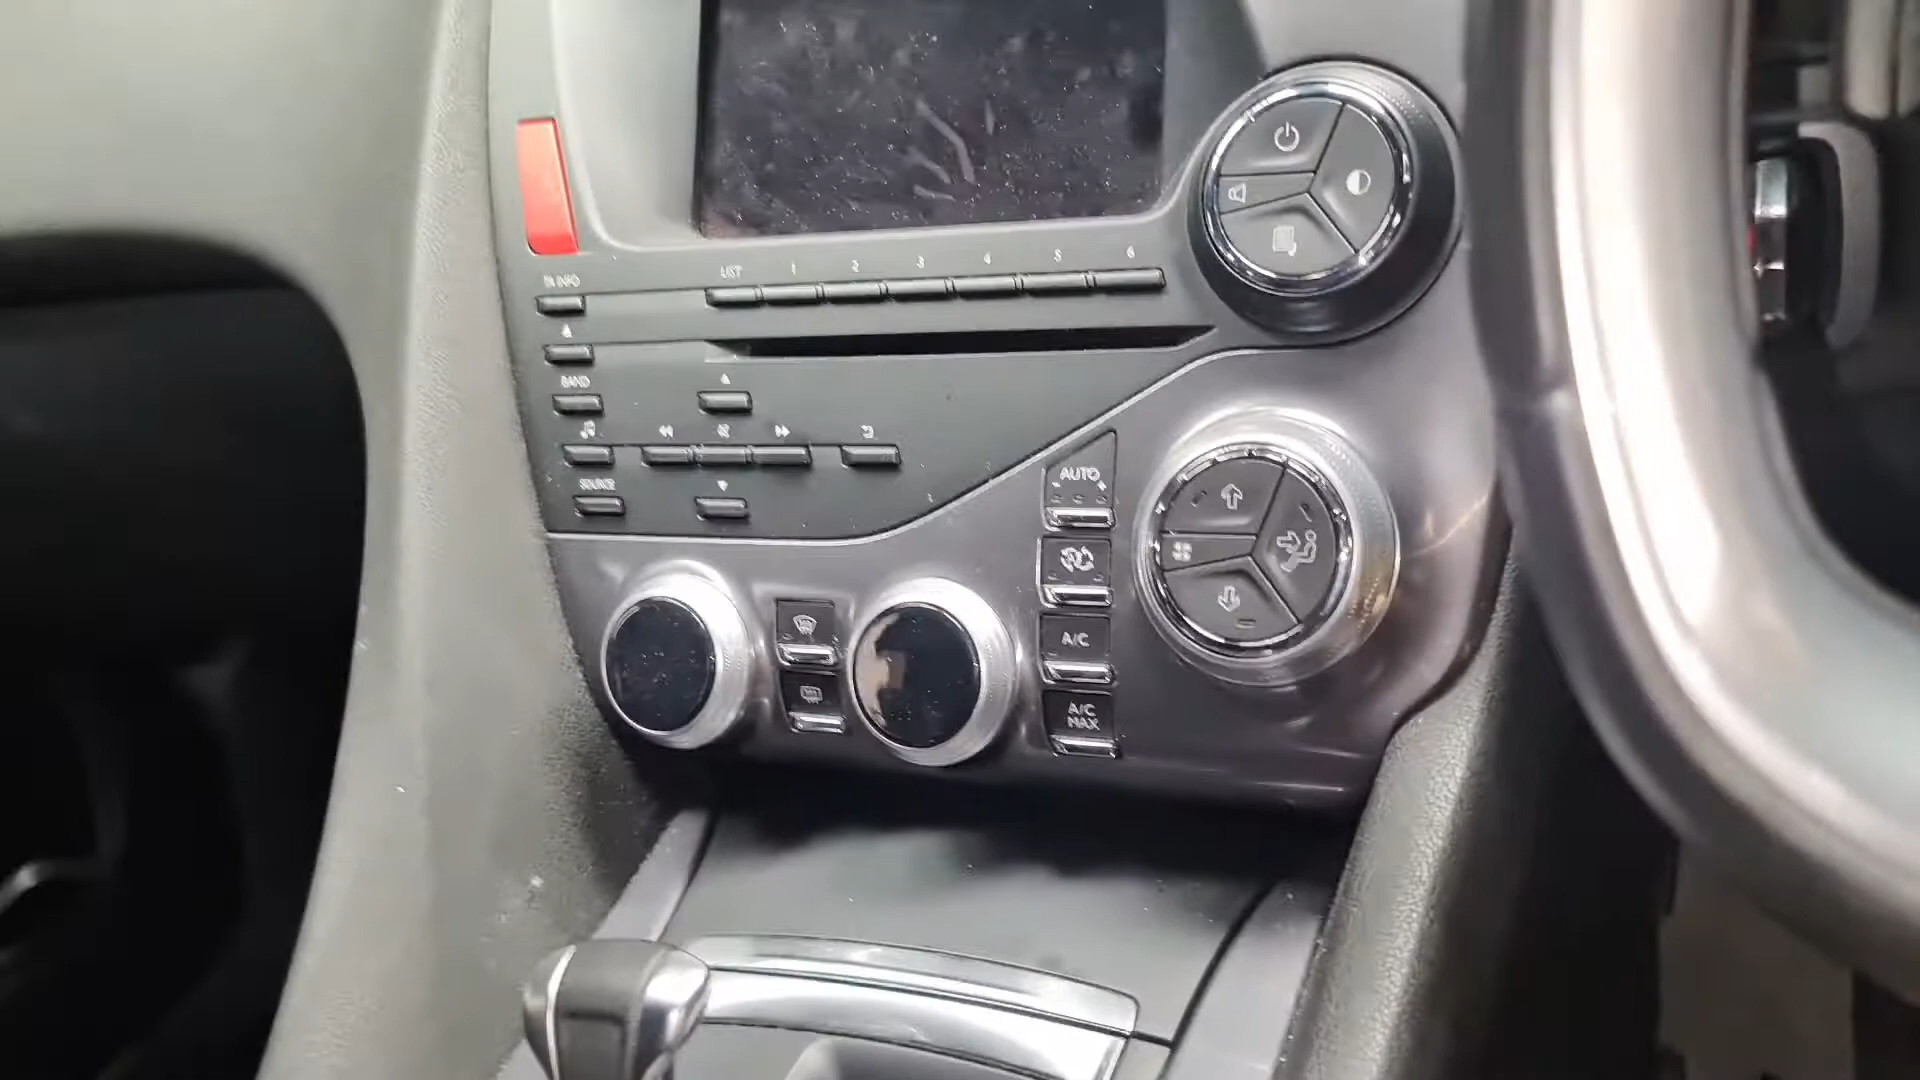 TA INFO
LIST 1 2 3 4 5 6
BAND
SOURCE
AUTO
A/C
A/C
MAX